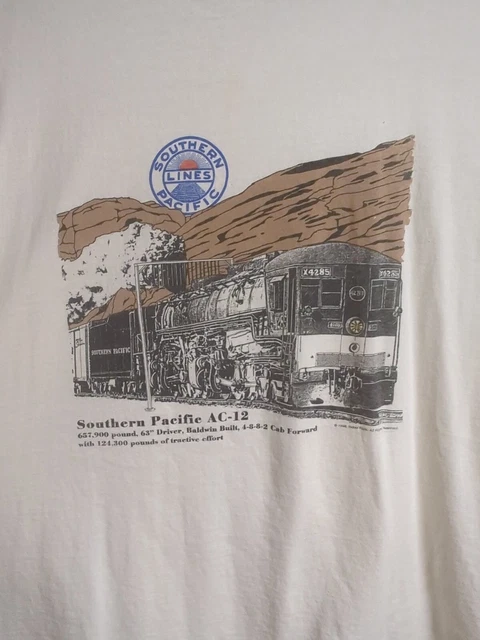 SOUTHERN
LINES
PACIFIC
X4285
SOUTHERN PACIFIC
Southern Pacific AC-12
657,900 pound, 63" Driver, Baldwin Built, 4-8-8-2 Cab Forward
with 124,300 pounds of tractive effort